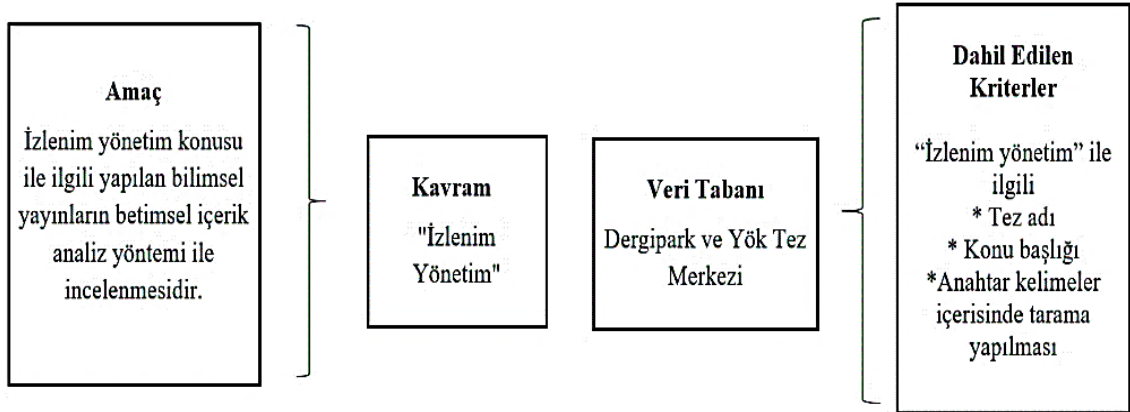 Amaç
İzlenim yönetim konusu
ile ilgili yapılan bilimsel
yayınların betimsel içerik
analiz yöntemi ile
incelenmesidir.
Kavram
"İzlenim
Yönetim"
Veri Tabanı
Dergipark ve Yök Tez
Merkezi
Dahil Edilen
Kriterler
“İzlenim yönetim” ile
ilgili
* Tez adı
* Konu başlığı
*Anahtar kelimeler
içerisinde tarama
yapılması